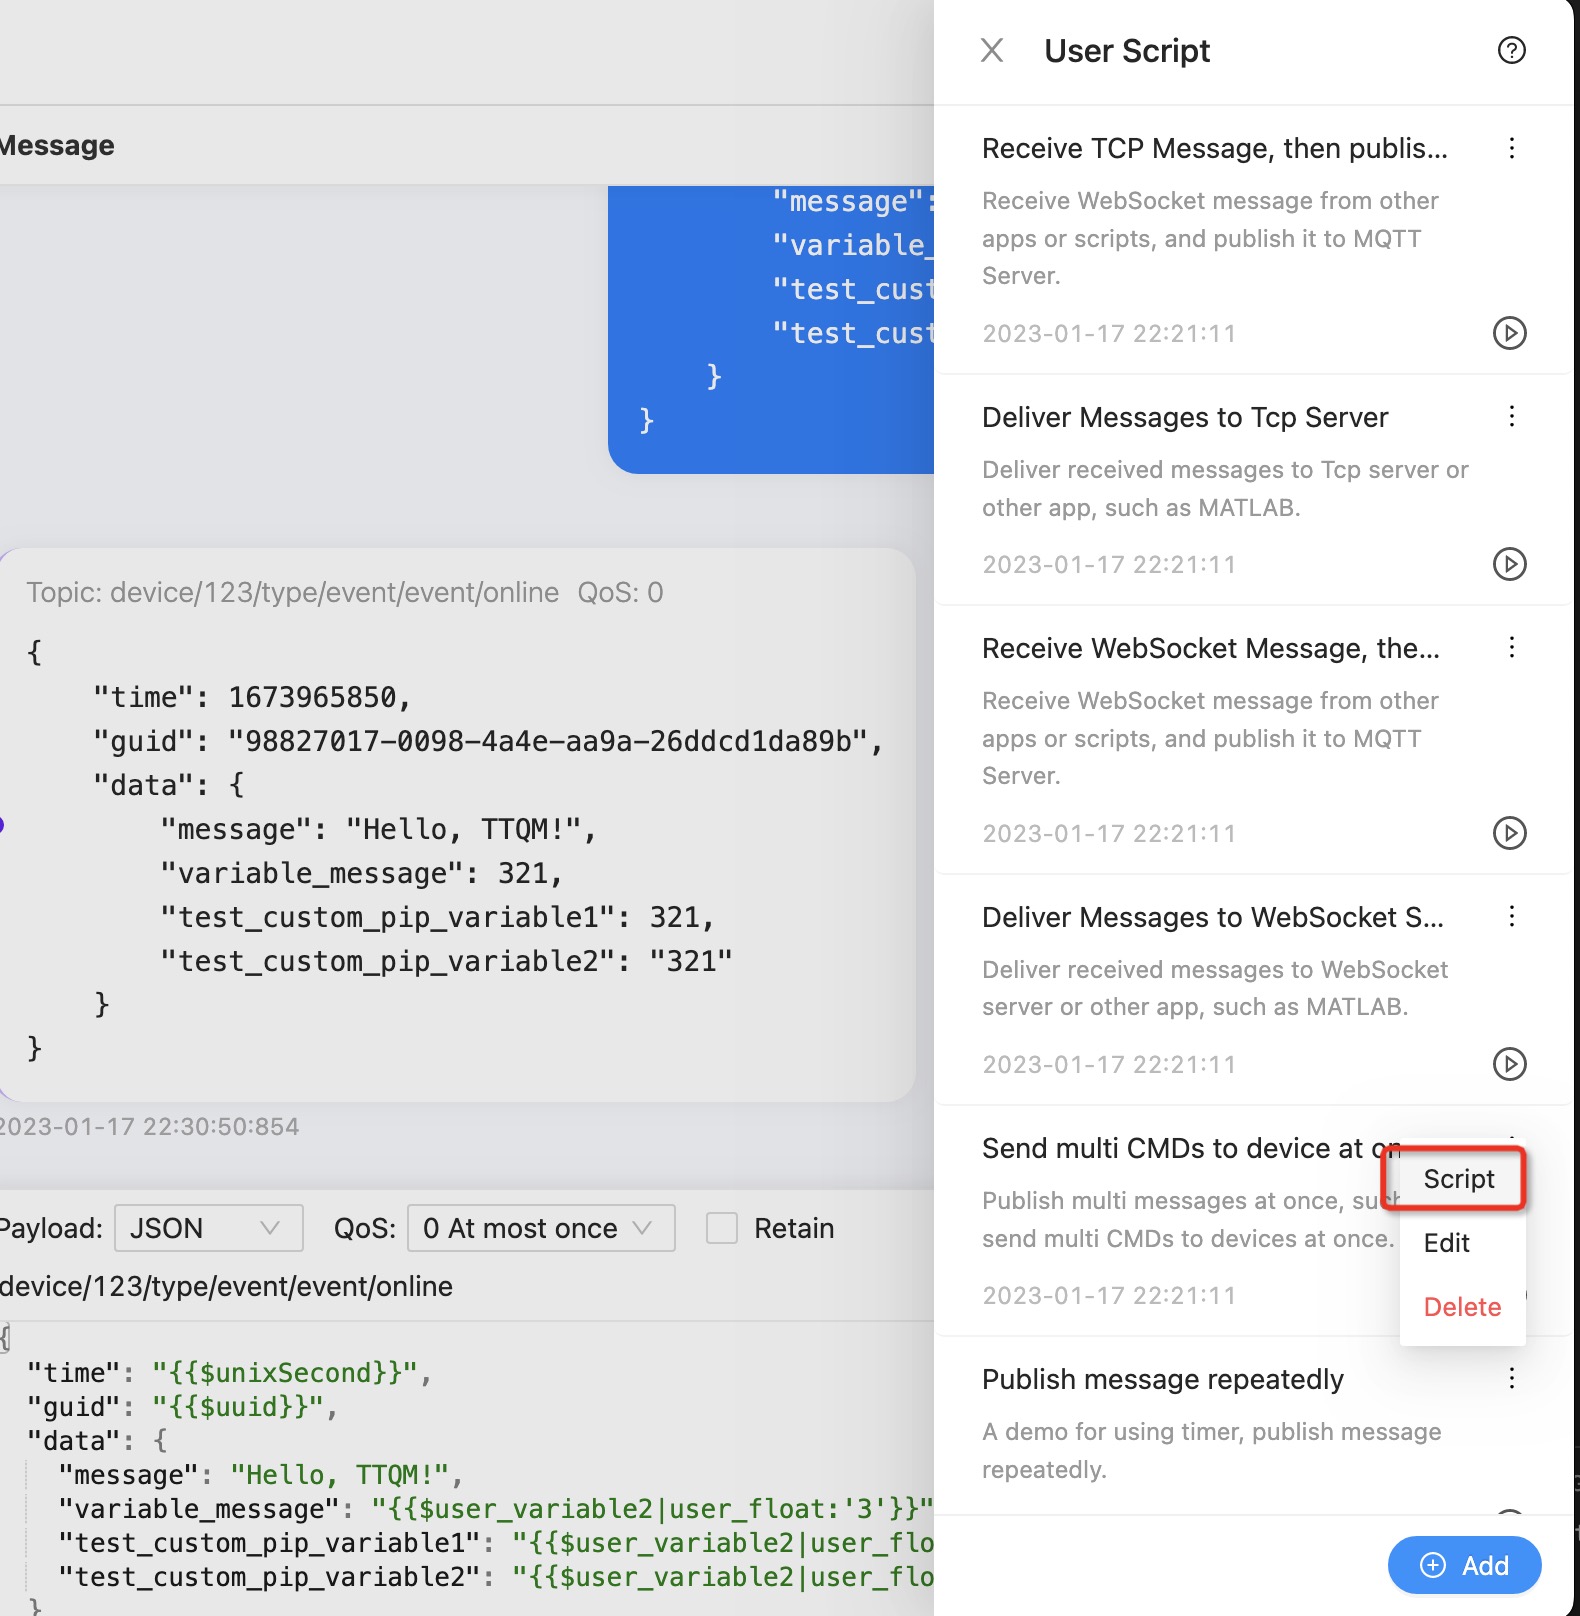 Message
"message":
"variable_
"test_cust
"test_cust
}
}
Topic: device/123/type/event/event/online QoS: 0
{
"time": 1673965850,
"guid": "98827017-0098-4a4e-aa9a-26ddcd1da89b",
"data": {
"message": "Hello, TTQM!",
"variable_message": 321,
"test_custom_pip_variable1": 321,
"test_custom_pip_variable2": "321"
}
}
2023-01-17 22:30:50:854
Payload: JSON QoS: 0 At most once Retain
device/123/type/event/event/online
{
"time": "{{$unixSecond}}",
"guid": "{{$uuid}}",
"data": {
"message": "Hello, TTQM!",
"variable_message": "{{$user_variable2|user_float:'3'}}"
"test_custom_pip_variable1": "{{$user_variable2|user_flo
"test_custom_pip_variable2": "{{$user_variable2|user_flo
}
User Script
Receive TCP Message, then publis...
Receive WebSocket message from other
apps or scripts, and publish it to MQTT
Server.
2023-01-17 22:21:11
Deliver Messages to Tcp Server
Deliver received messages to Tcp server or
other app, such as MATLAB.
2023-01-17 22:21:11
Receive WebSocket Message, the...
Receive WebSocket message from other
apps or scripts, and publish it to MQTT
Server.
2023-01-17 22:21:11
Deliver Messages to WebSocket S...
Deliver received messages to WebSocket
server or other app, such as MATLAB.
2023-01-17 22:21:11
Send multi CMDs to device at on
Publish multi messages at once, such
send multi CMDs to devices at once.
2023-01-17 22:21:11
Script
Edit
Delete
Publish message repeatedly
A demo for using timer, publish message
repeatedly.
Add